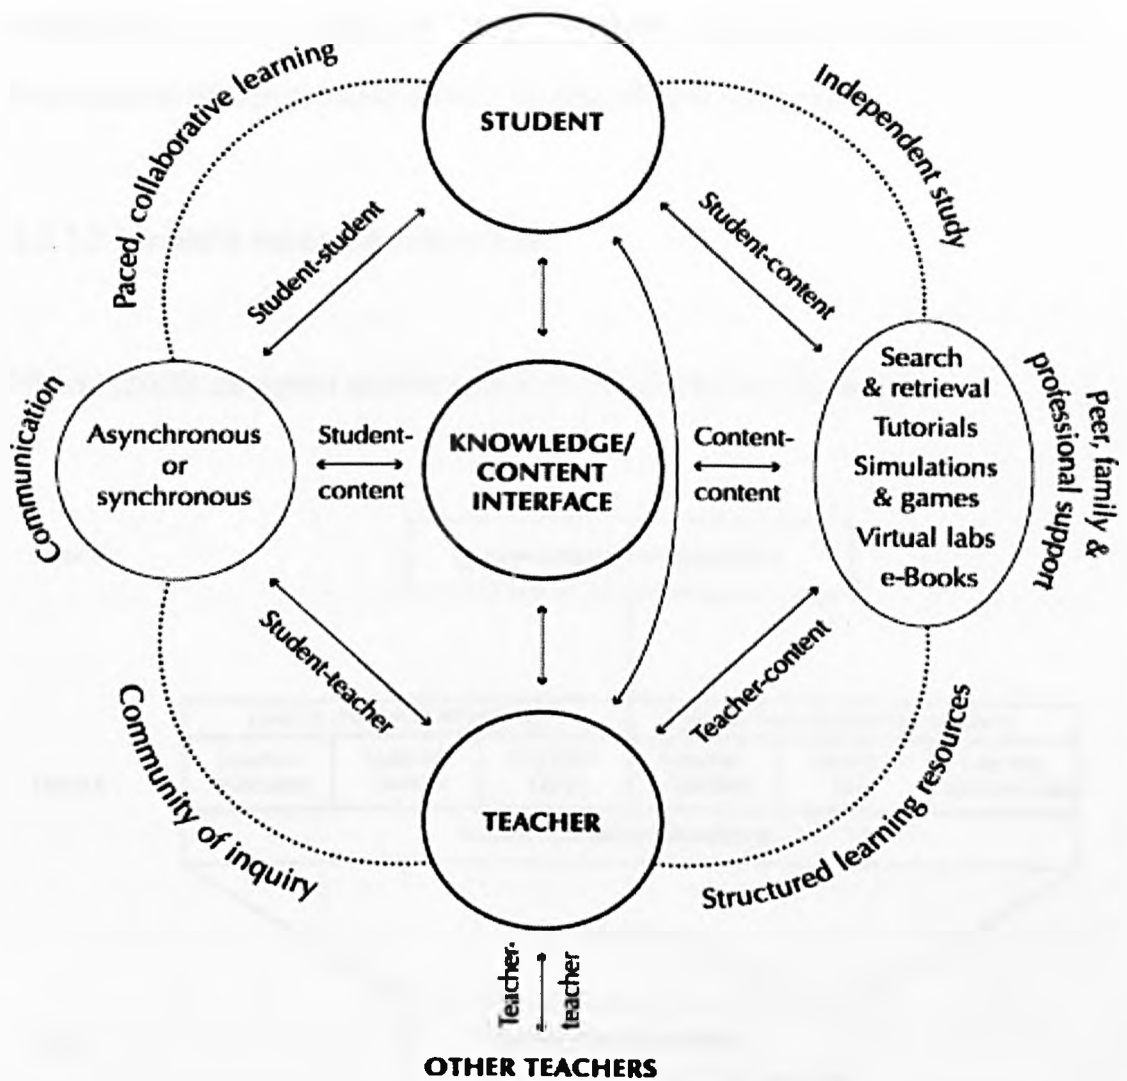 STUDENT
Paced, collaborative learning
Independent study
Student-student
Student-content
Communication
Asynchronous
or
synchronous
Student-
content
KNOWLEDGE/
CONTENT
INTERFACE
Content-
content
Search
& retrieval
Tutorials
Simulations
& games
Virtual labs
e-Books
Peer, family &
professional support
Student-teacher
Teacher-content
Community of inquiry
TEACHER
Structured learning resources
Teacher-
teacher
OTHER TEACHERS